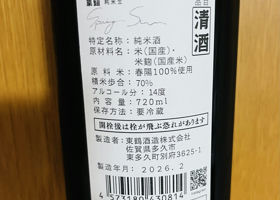 東鶴 純米生
品目
清酒
Spring Sun
特定名称：純米酒
原材料名：米(国産)・
米麹(国産米)
原料米：春陽100%使用
精米歩合：70%
アルコール分：14度
内容量：720ml
保存方法：要冷蔵
開栓後は栓が飛ぶ恐れがあります
製造者：東鶴酒造株式会社
佐賀県多久市
東多久町別府3625-1
製造年月 2026.2
4573180430814